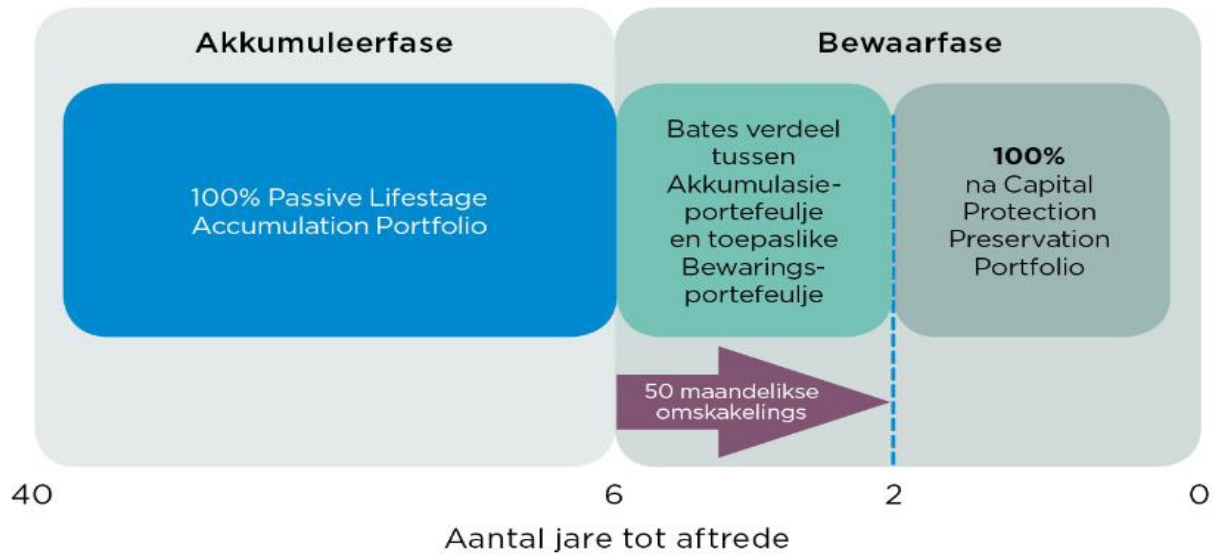 Akkumuleerfase
Bewaarfase
100% Passive Lifestage
Accumulation Portfolio
Bates verdeel
tussen
Akkumulasie-
portefeulje
en toepaslike
Bewarings-
portefeulje
100%
na Capital
Protection
Preservation
Portfolio
50 maandelikse
omskakelings
40
6
2
0
Aantal jare tot aftrede